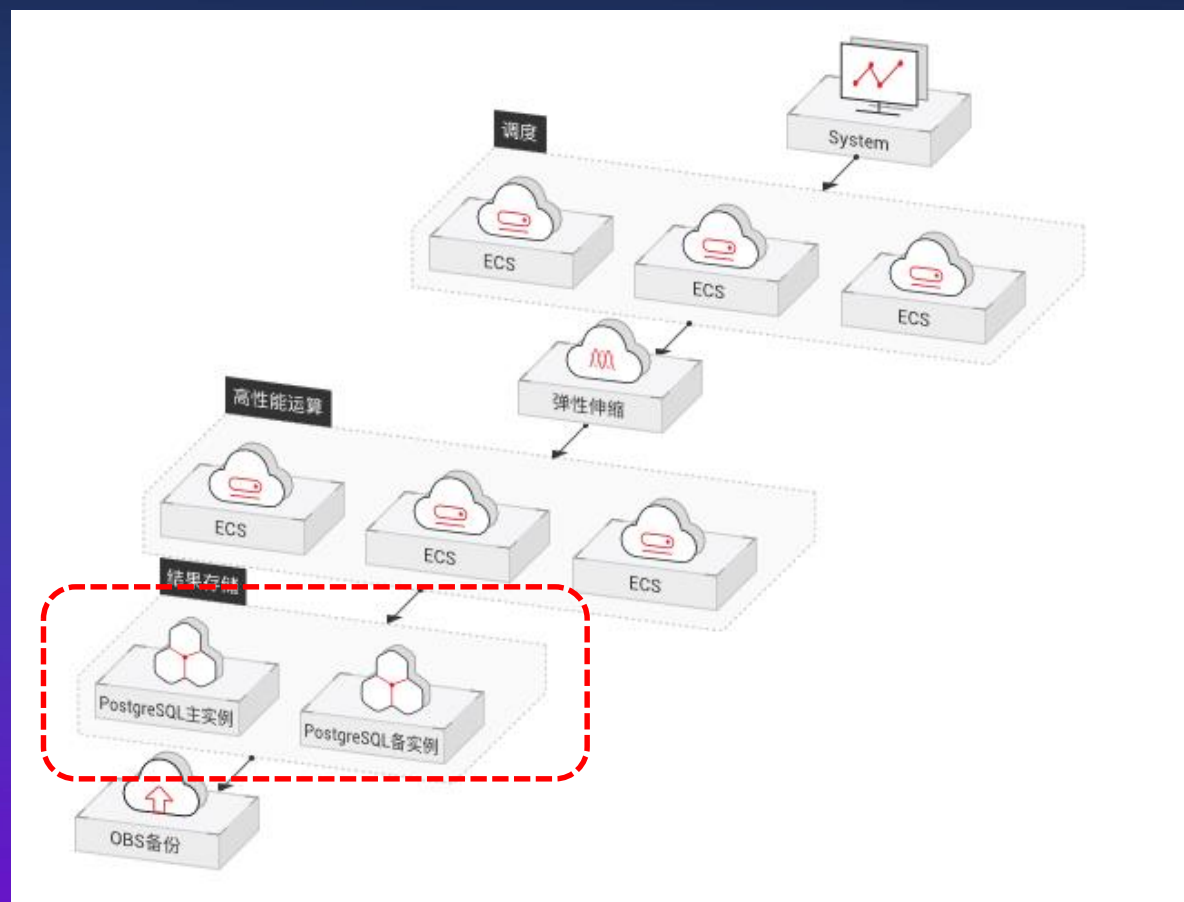 System
调度
ECS
ECS
ECS
弹性伸缩
高性能运算
ECS
ECS
ECS
结果存储
PostgreSQL主实例
PostgreSQL备实例
OBS备份